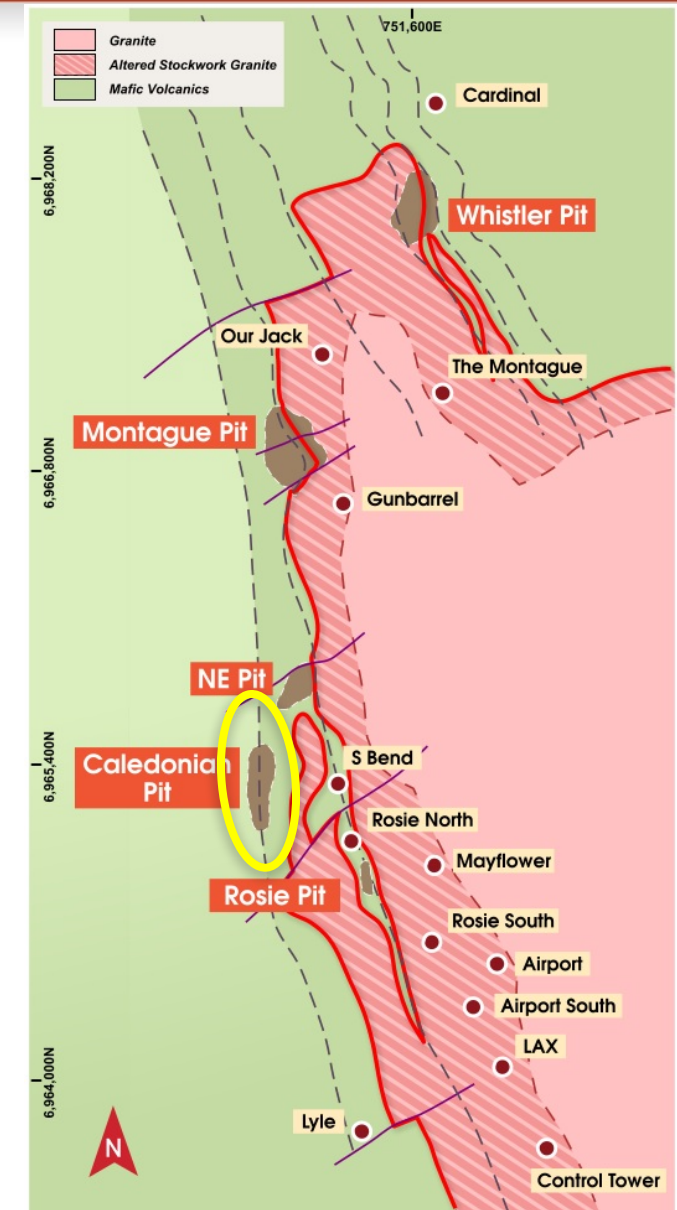 751,600E
Granite
Altered Stockwork Granite
Mafic Volcanics
Cardinal
6,968,200N
Whistler Pit
Our Jack
The Montague
Montague Pit
6,966,800N
Gunbarrel
NE Pit
6,965,400N
Caledonian
Pit
S Bend
Rosie North
Mayflower
Rosie Pit
Rosie South
Airport
Airport South
LAX
6,964,000N
Lyle
N
Control Tower